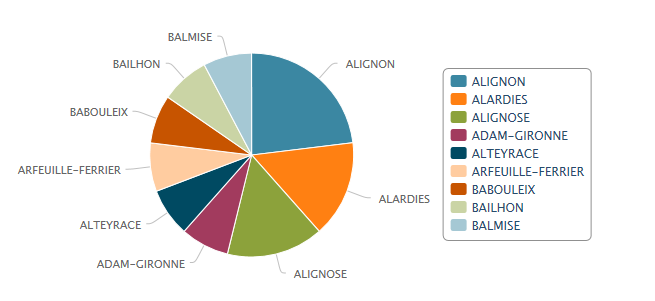 BALMISE
ALIGNON
BAILHON
BABOULEIX
ARFEUILLE-FERRIER
ALARDIES
ALTEYRACE
ADAM-GIRONNE
ALIGNOSE
ALIGNON
ALARDIES
ALIGNOSE
ADAM-GIRONNE
ALTEYRACE
ARFEUILLE-FERRIER
BABOULEIX
BAILHON
BALMISE